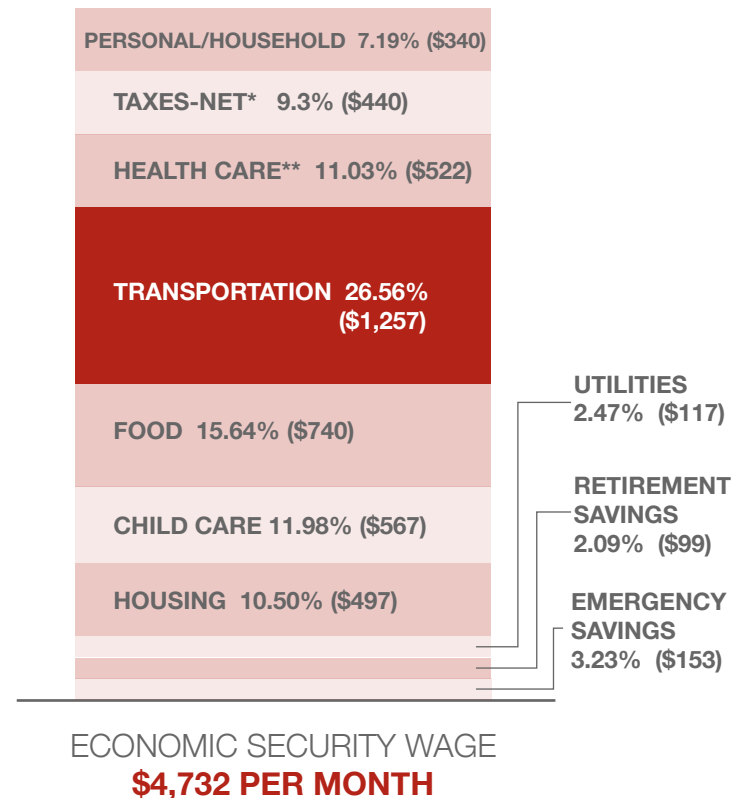 PERSONAL/HOUSEHOLD 7.19% ($340)
TAXES-NET* 9.3% ($440)
HEALTH CARE** 11.03% ($522)
TRANSPORTATION 26.56%
($1,257)
FOOD 15.64% ($740)
CHILD CARE 11.98% ($567)
HOUSING 10.50% ($497)
UTILITIES
2.47% ($117)
RETIREMENT
SAVINGS
2.09% ($99)
EMERGENCY
SAVINGS
3.23% ($153)
ECONOMIC SECURITY WAGE
$4,732 PER MONTH